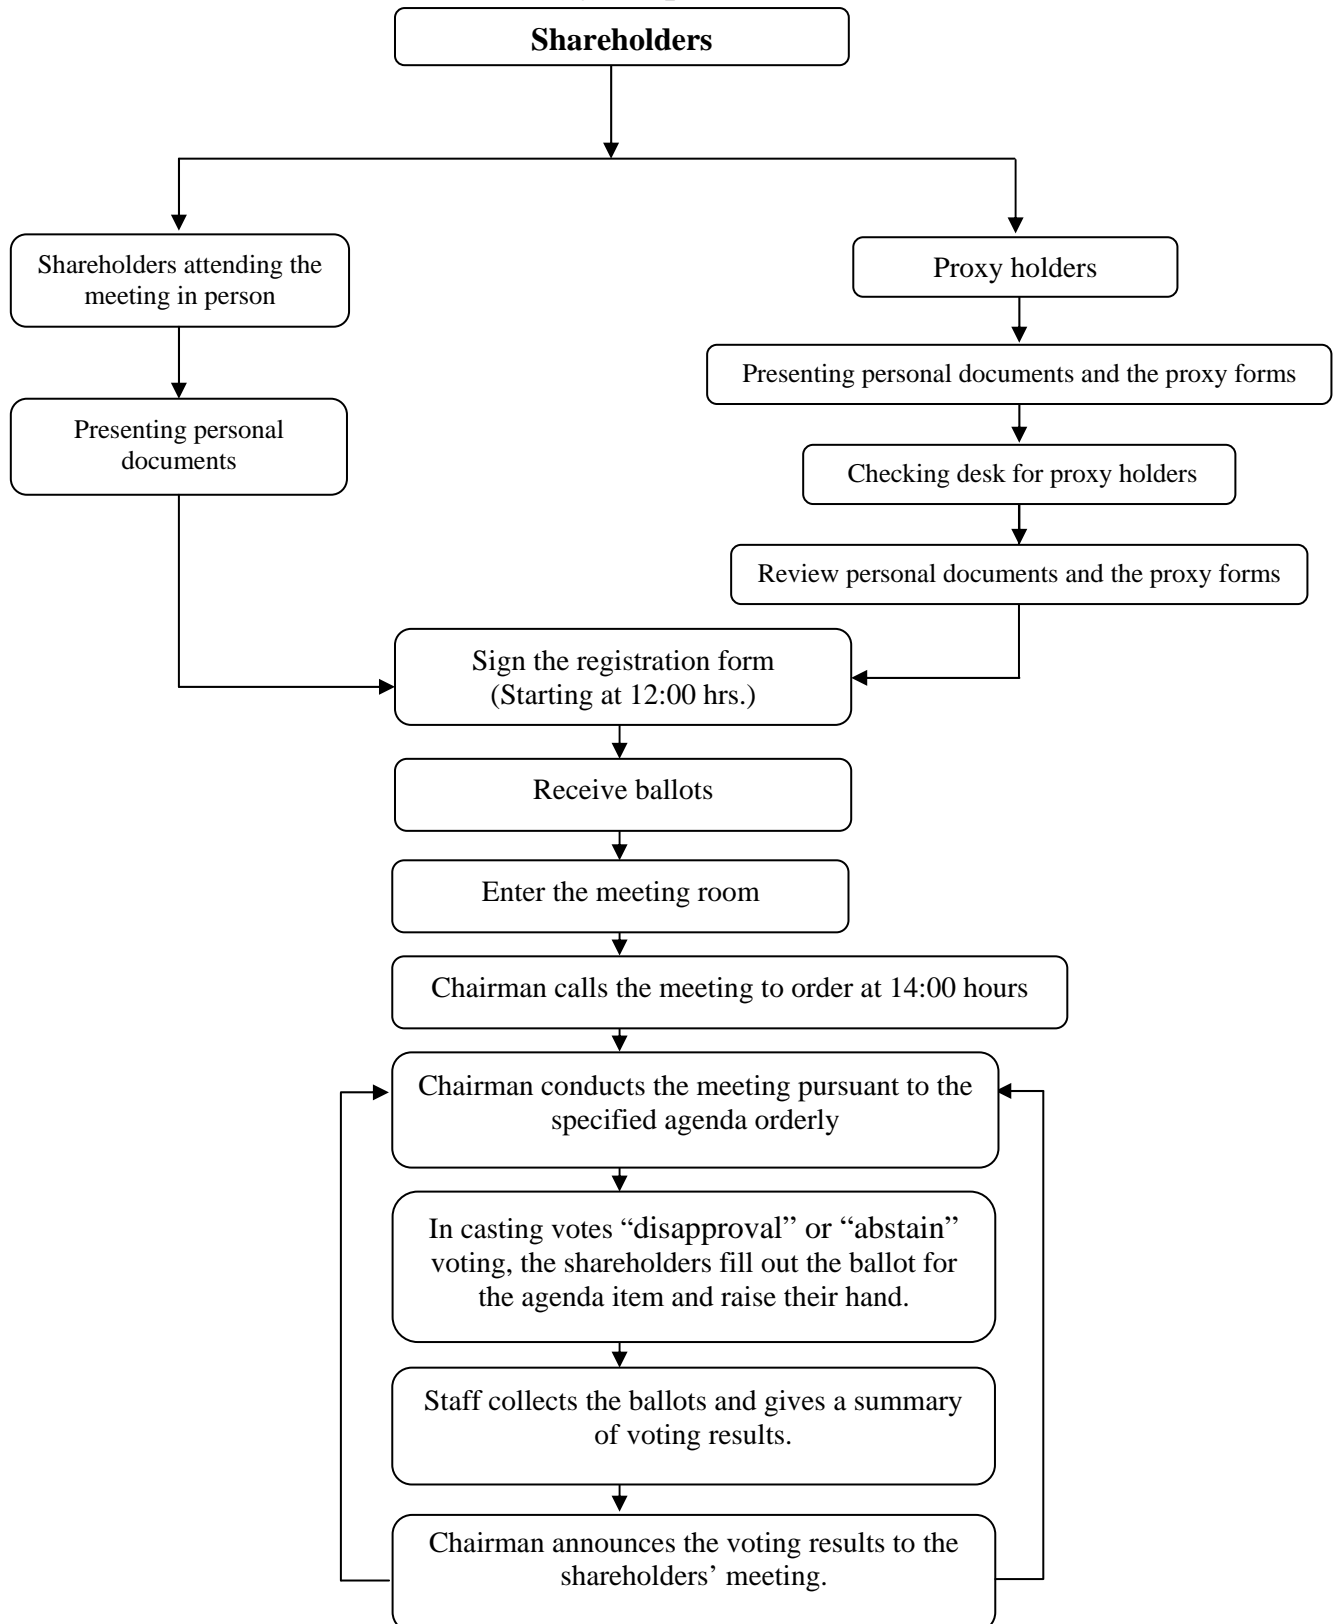 Shareholders
Shareholders attending the
meeting in person
Proxy holders
Presenting personal documents and the proxy forms
Presenting personal
documents
Checking desk for proxy holders
Review personal documents and the proxy forms
Sign the registration form
(Starting at 12:00 hrs.)
Receive ballots
Enter the meeting room
Chairman calls the meeting to order at 14:00 hours
Chairman conducts the meeting pursuant to the
specified agenda orderly
In casting votes “disapproval” or “abstain”
voting, the shareholders fill out the ballot for
the agenda item and raise their hand.
Staff collects the ballots and gives a summary
of voting results.
Chairman announces the voting results to the
shareholders’ meeting.